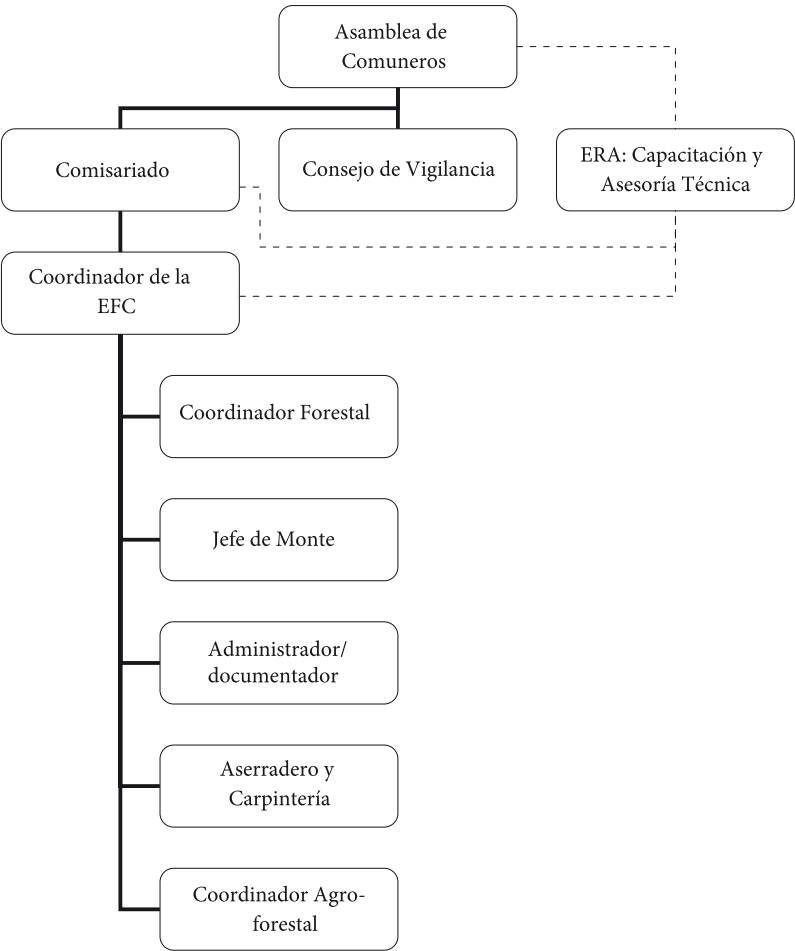 Asamblea de
Comuneros
Comisariado
Consejo de Vigilancia
ERA: Capacitación y
Asesoría Técnica
Coordinador de la
EFC
Coordinador Forestal
Jefe de Monte
Administrador/
documentador
Aserradero y
Carpintería
Coordinador Agro-
forestal